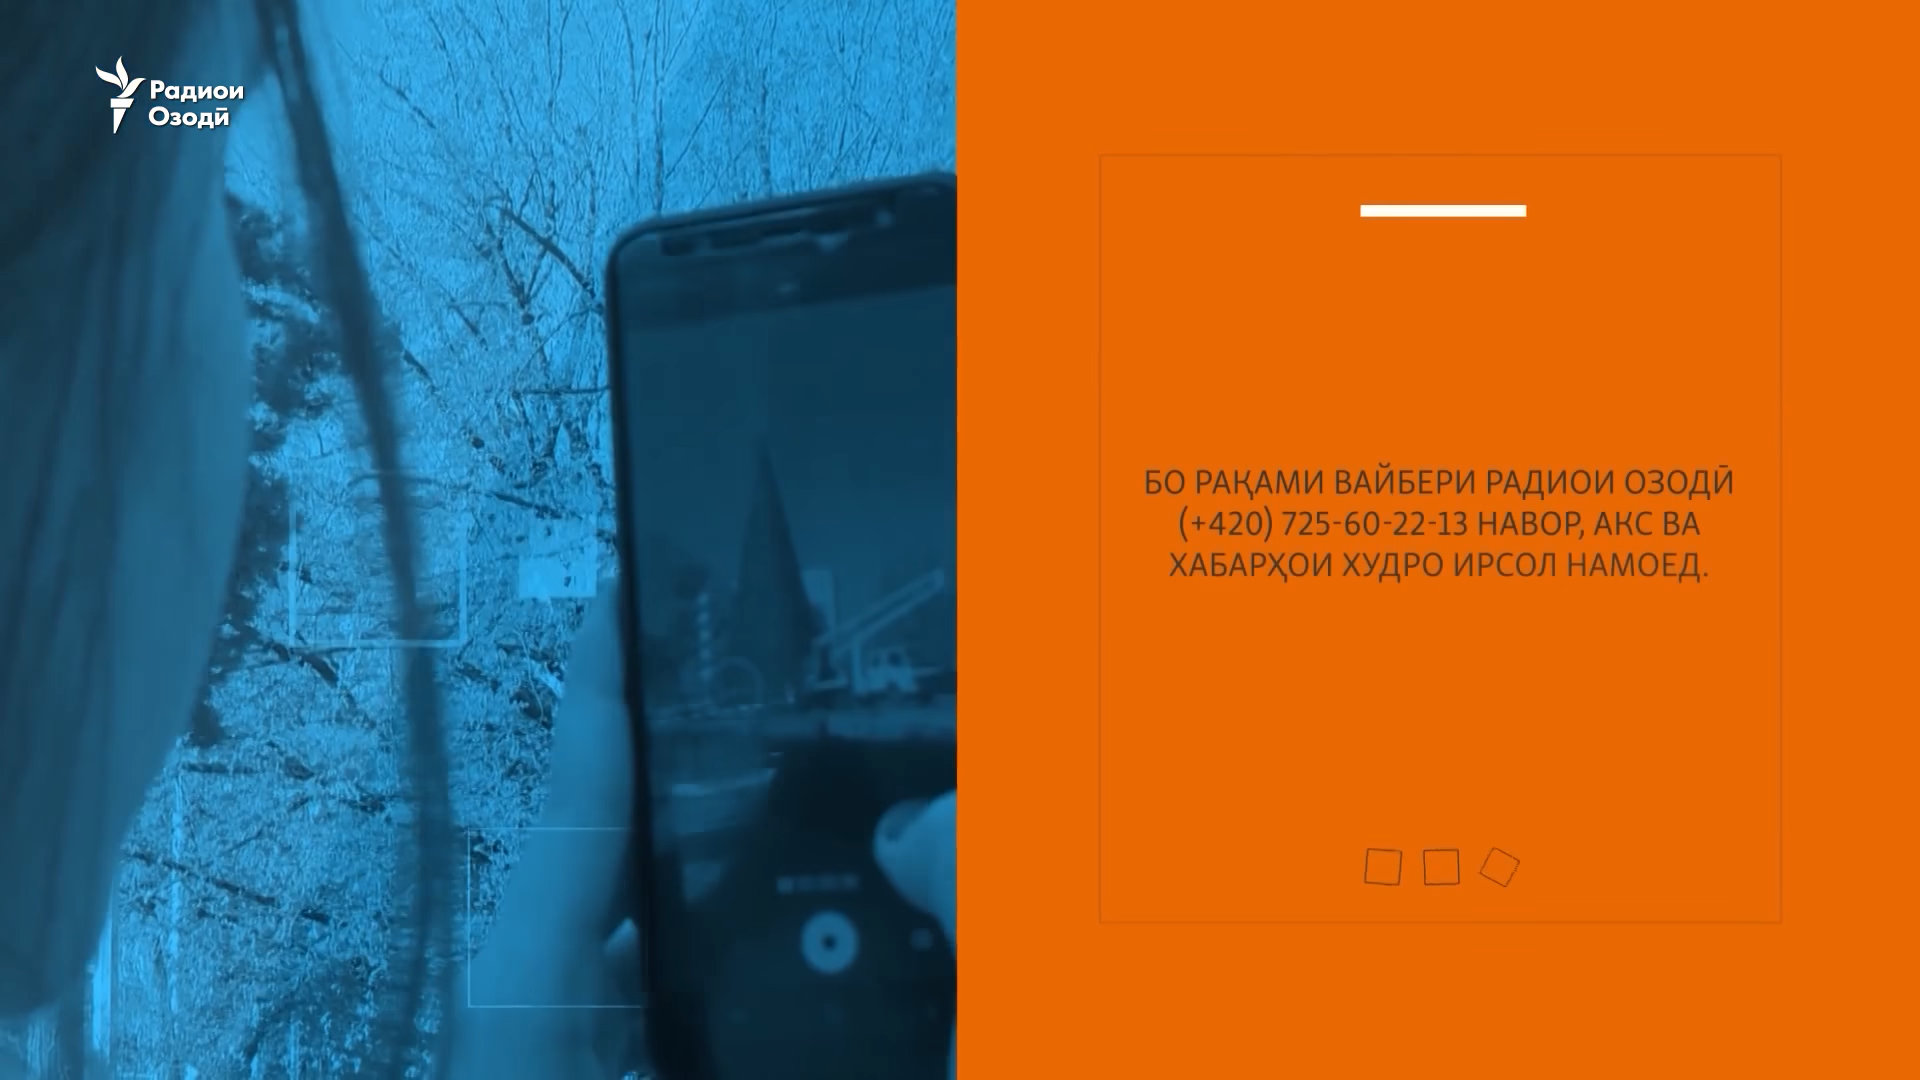 Радиои
Озодӣ
БО РАҚАМИ ВАЙБЕРИ РАДИОИ ОЗОДӢ
(+420) 725-60-22-13 НАВОР, АКС ВА
ХАБАРҲОИ ХУДРО ИРСОЛ НАМОЕД.